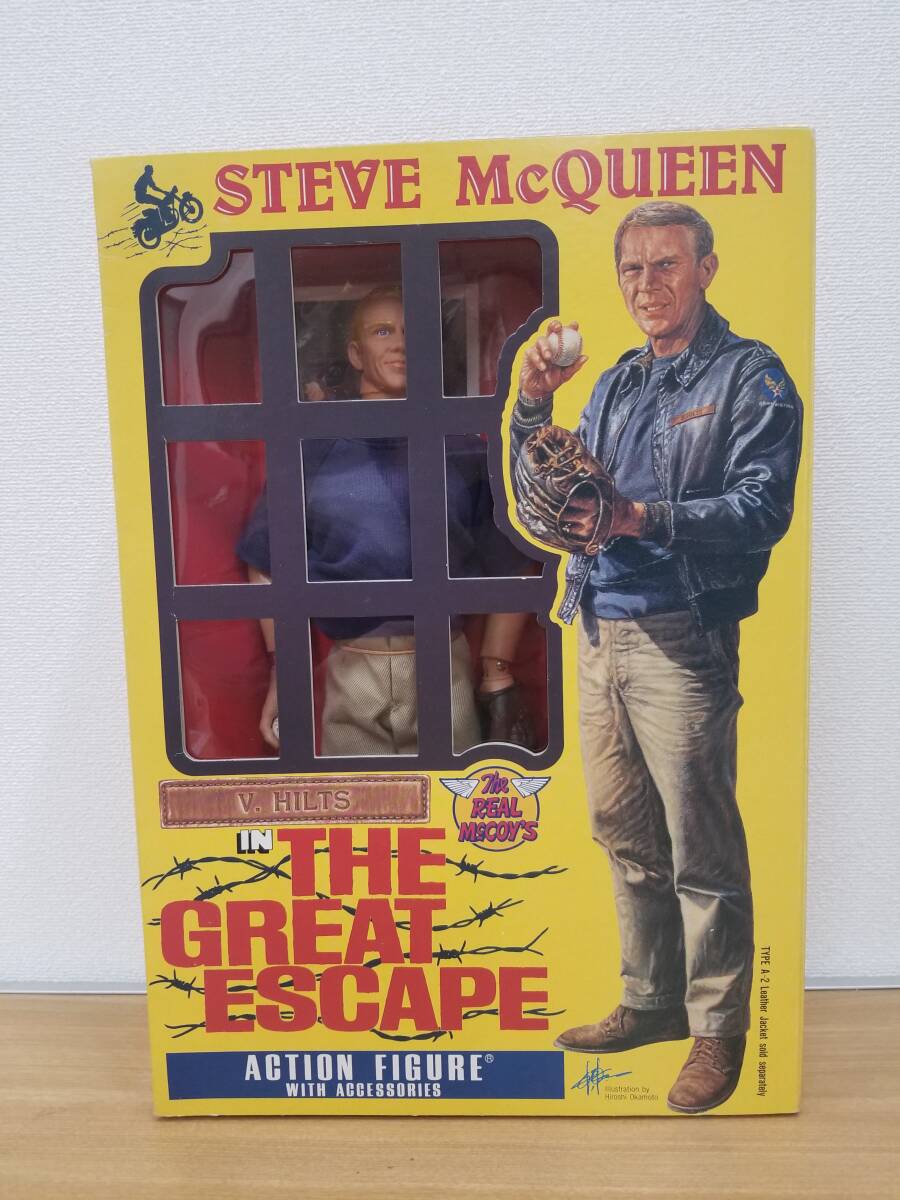 STEVE McQUEEN
V. HILTS
The
REAL
McCOY'S
IN THE
GREAT
ESCAPE
ACTION FIGURE®
WITH ACCESSORIES
Illustration by
Hiroshi Okamoto
TYPE A-2 Leather Jacket sold separately